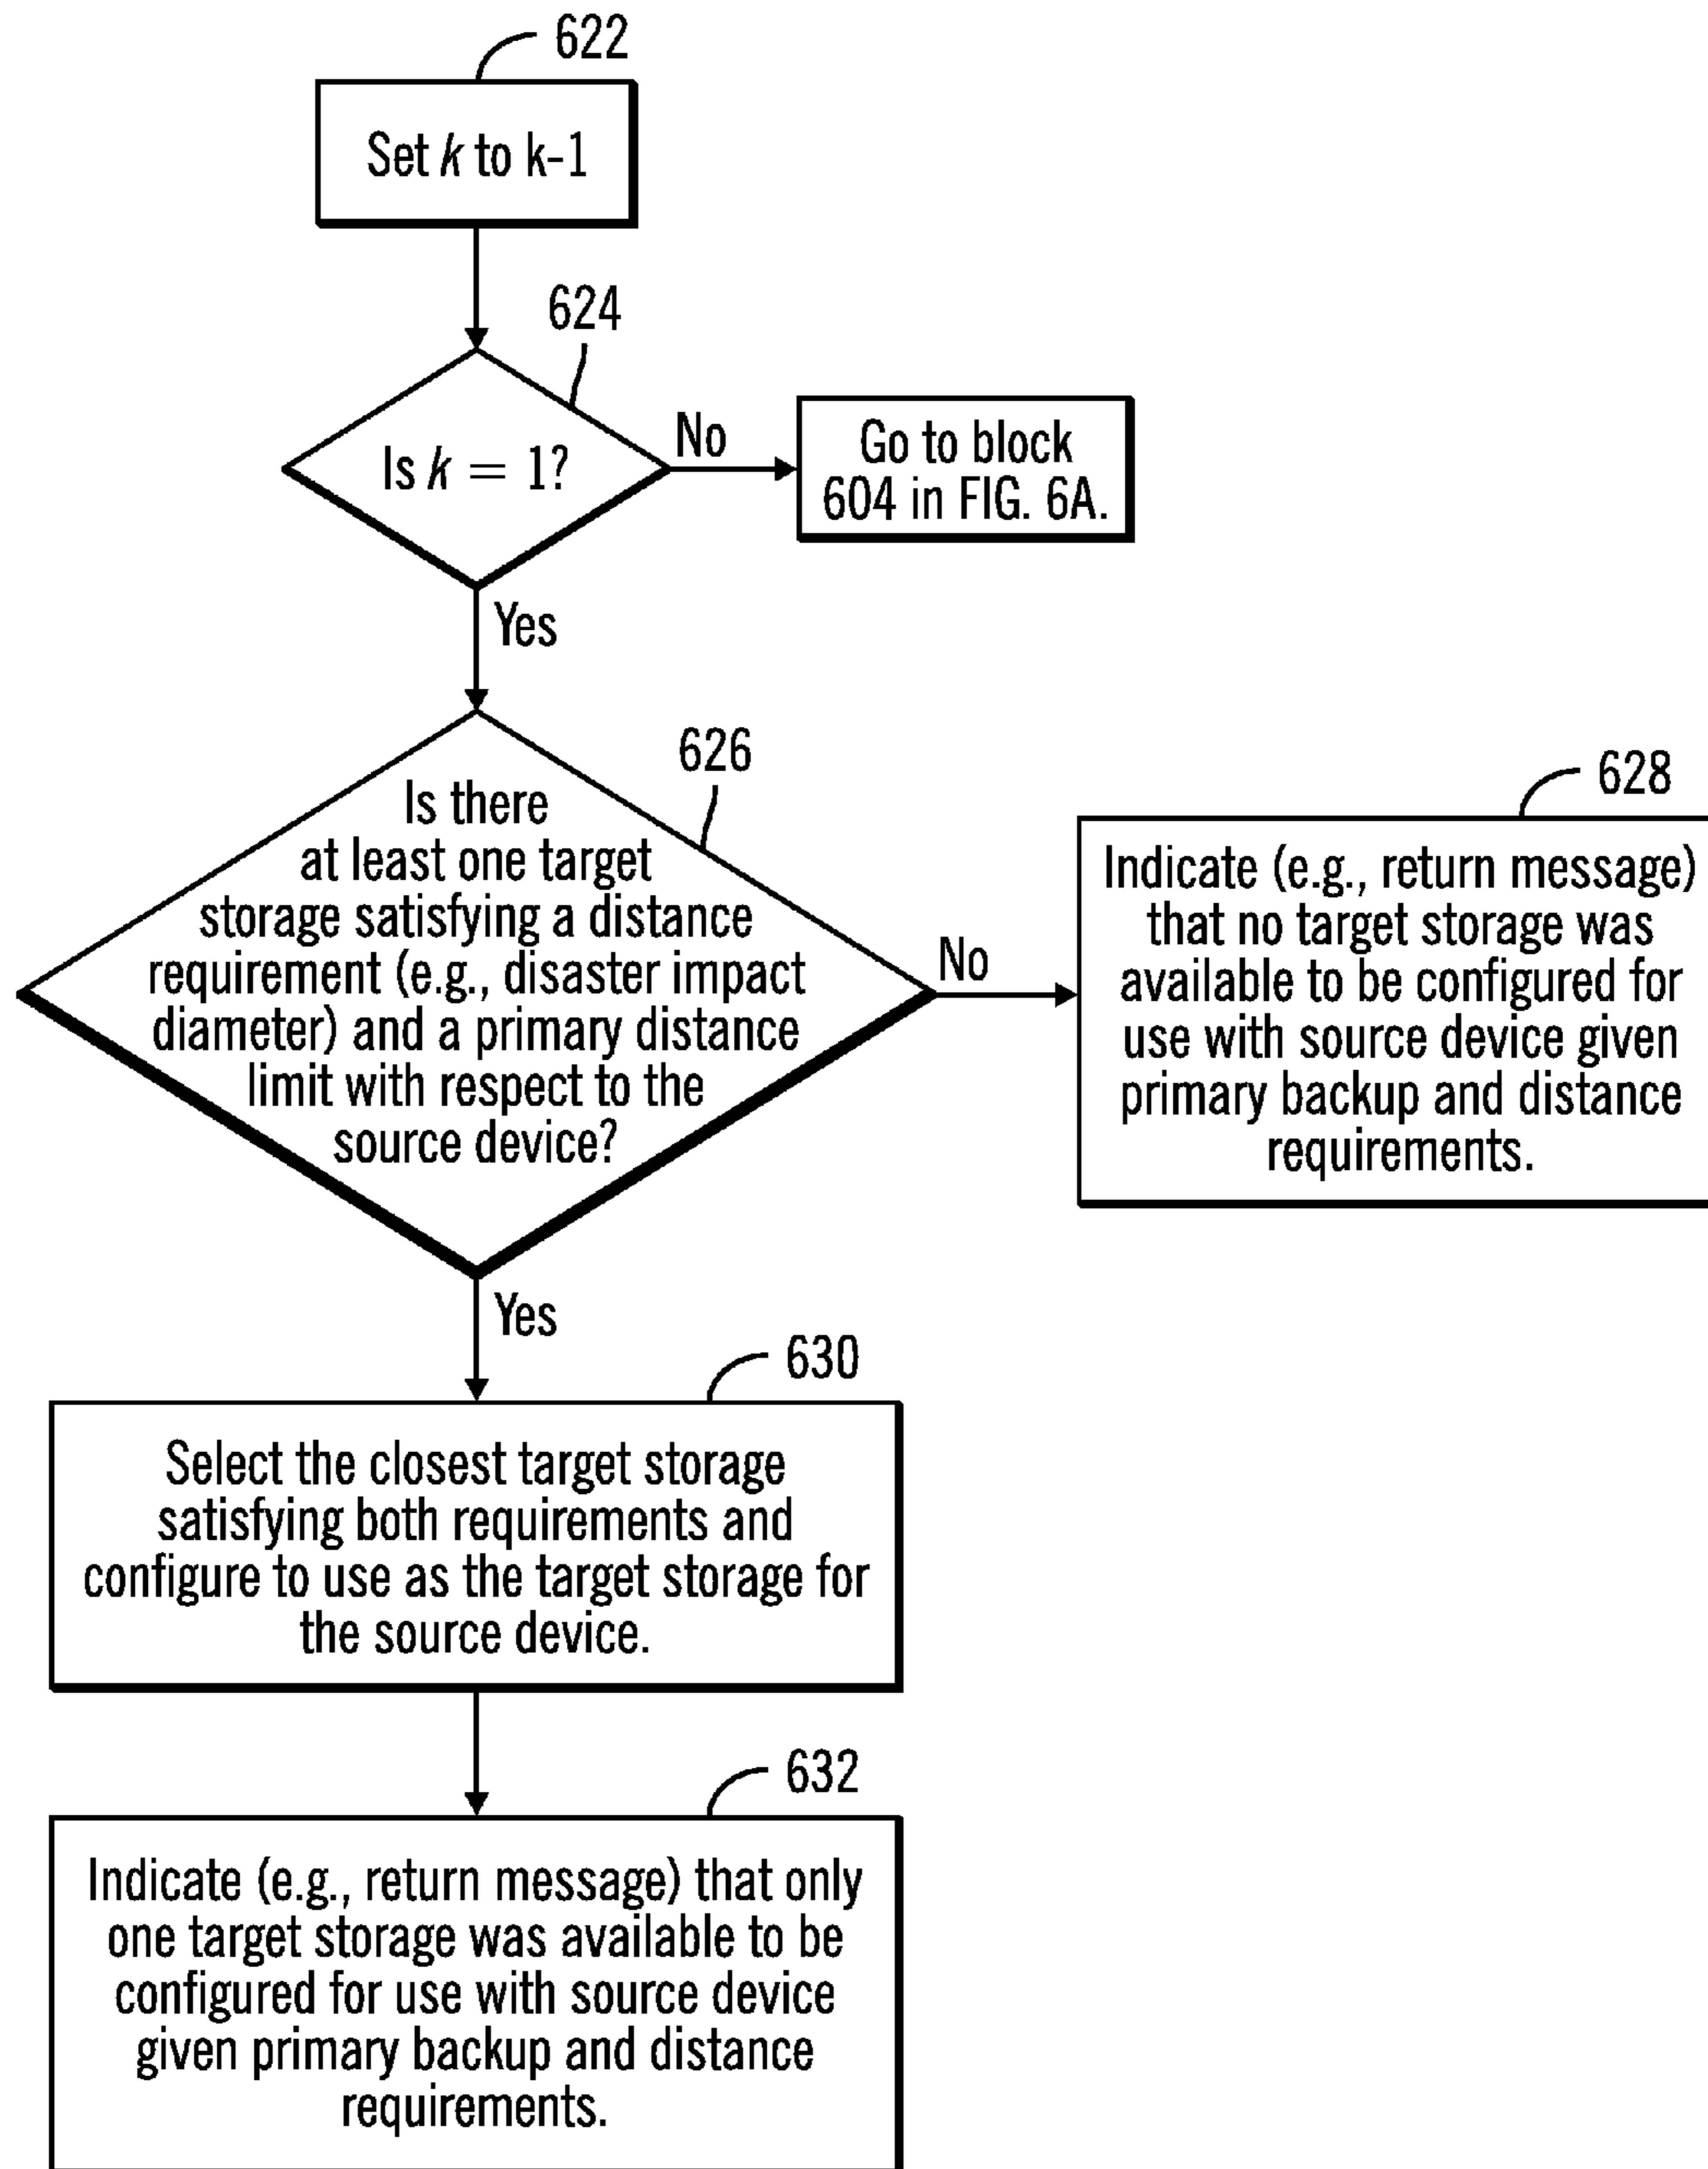 622
Set k to k-1
624
Is k = 1?
No
Go to block
604 in FIG. 6A.
Yes
626
Is there
at least one target
storage satisfying a distance
requirement (e.g., disaster impact
diameter) and a primary distance
limit with respect to the
source device?
No
628
Indicate (e.g., return message)
that no target storage was
available to be configured for
use with source device given
primary backup and distance
requirements.
Yes
630
Select the closest target storage
satisfying both requirements and
configure to use as the target storage for
the source device.
632
Indicate (e.g., return message) that only
one target storage was available to be
configured for use with source device
given primary backup and distance
requirements.